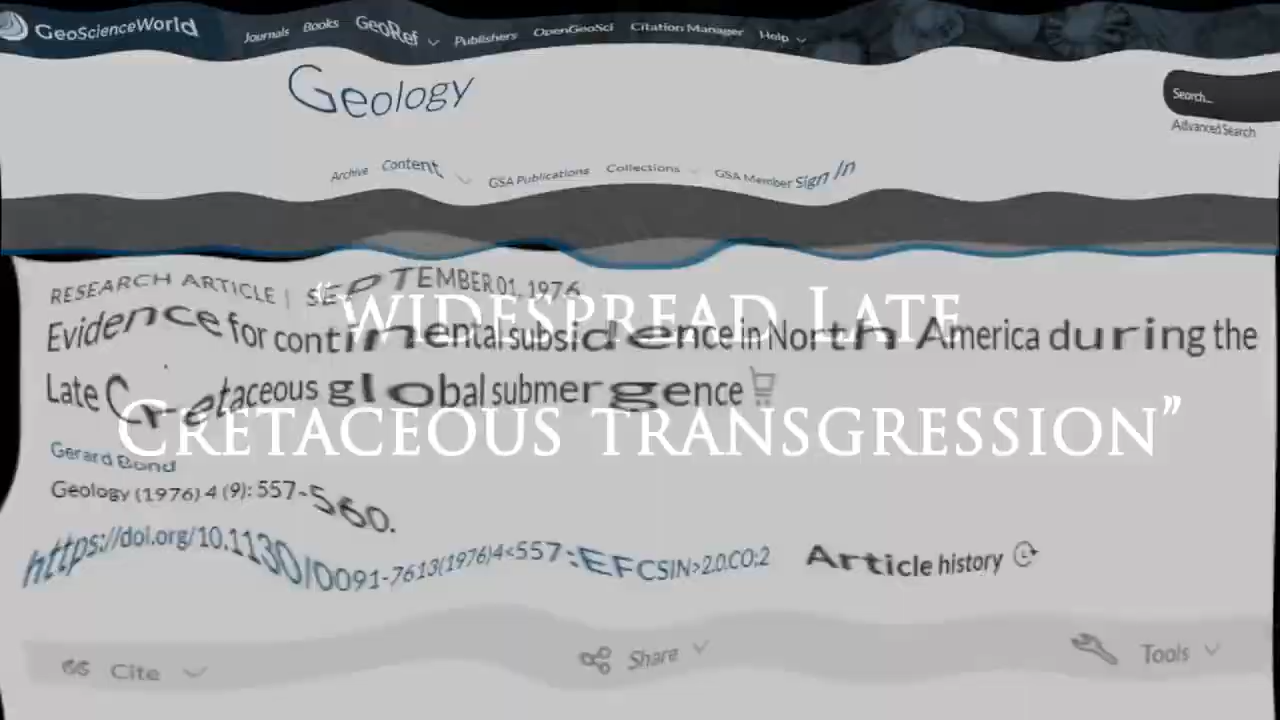 GeoScienceWorld
Journals Books GeoRef Publishers OpenGeoSci Citation Manager Help
Geology
Search...
Advanced Search
Archive Content GSA Publications Collections GSA Member Sign In
RESEARCH ARTICLE | SEPTEMBER 01, 1976
“WIDESPREAD LATE
Evidence for continental subsidence in North America during the
Late Cretaceous global submergence
CRETACEOUS TRANSGRESSION”
Gerard Bond
Geology (1976) 4 (9): 557-560.
https://doi.org/10.1130/0091-7613(1976)4<557:EFCSIN>2.0.CO;2 Article history
Cite Share Tools